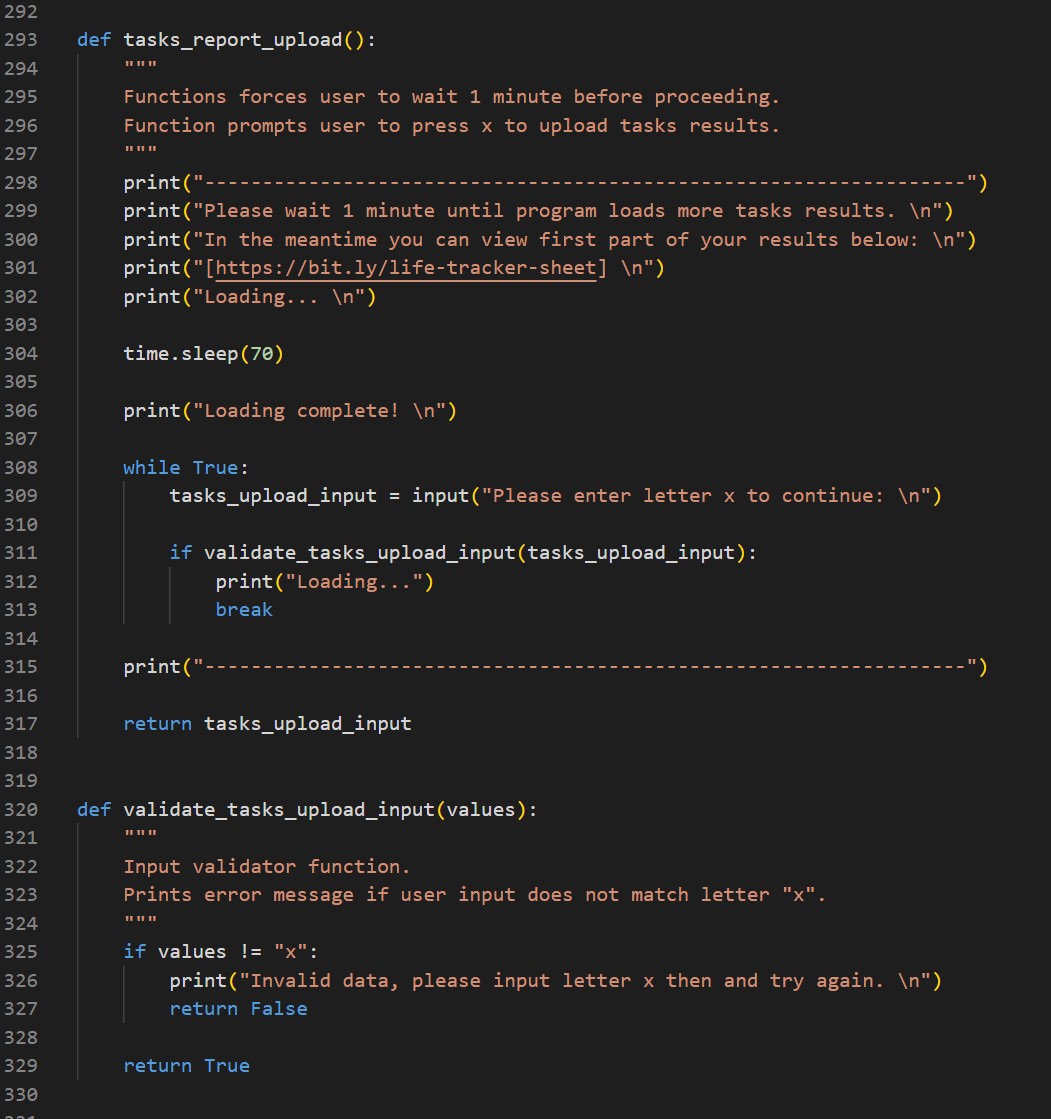 292
293 def tasks_report_upload():
294     """
295     Functions forces user to wait 1 minute before proceeding.
296     Function prompts user to press x to upload tasks results.
297     """
298     print("------------------------------------------------------------------")
299     print("Please wait 1 minute until program loads more tasks results. \n")
300     print("In the meantime you can view first part of your results below: \n")
301     print("[https://bit.ly/life-tracker-sheet] \n")
302     print("Loading... \n")
303
304     time.sleep(70)
305
306     print("Loading complete! \n")
307
308     while True:
309         tasks_upload_input = input("Please enter letter x to continue: \n")
310
311         if validate_tasks_upload_input(tasks_upload_input):
312             print("Loading...")
313             break
314
315     print("------------------------------------------------------------------")
316
317     return tasks_upload_input
318
319
320 def validate_tasks_upload_input(values):
321     """
322     Input validator function.
323     Prints error message if user input does not match letter "x".
324     """
325     if values != "x":
326         print("Invalid data, please input letter x then and try again. \n")
327         return False
328
329     return True
330